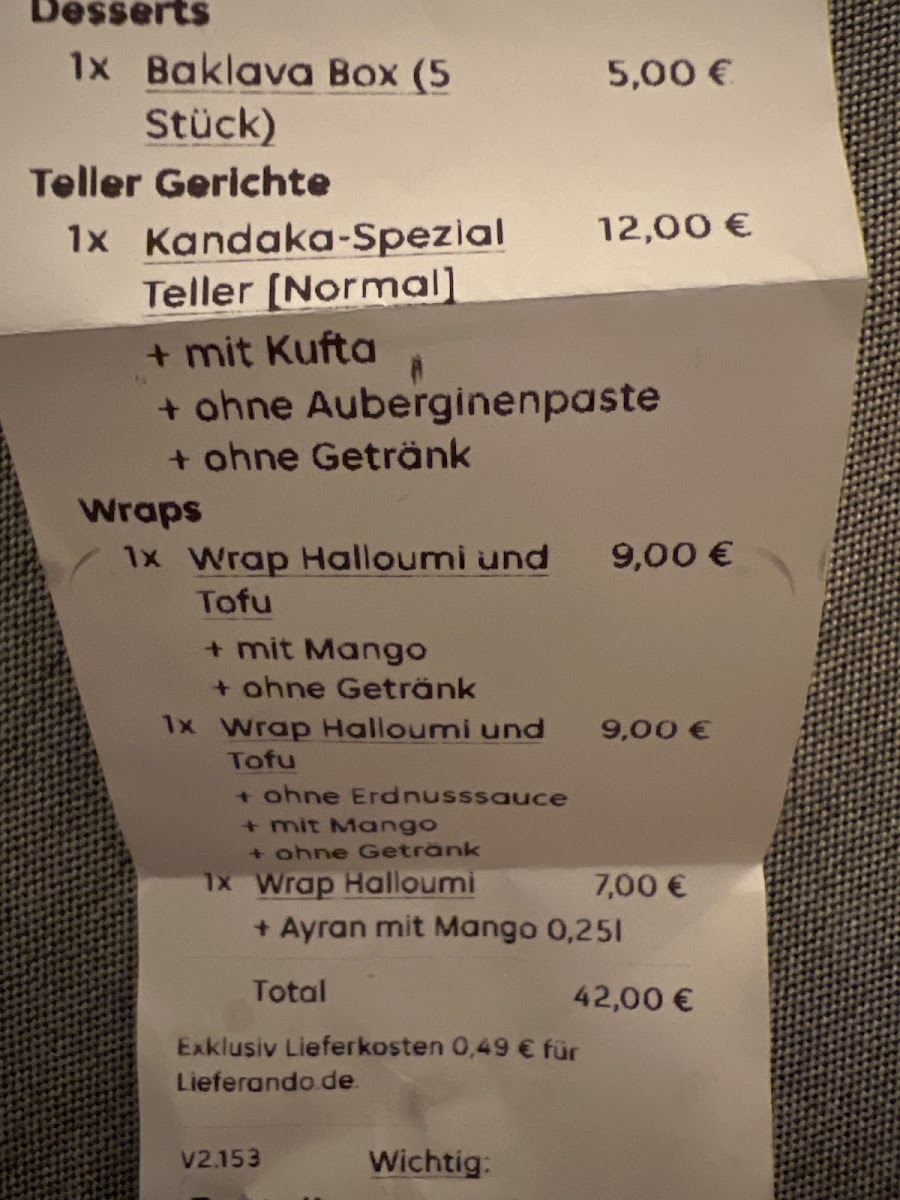 Desserts
1x Baklava Box (5 5,00 €
Stück)
Teller Gerichte
1x Kandaka-Spezial 12,00 €
Teller [Normal]
+ mit Kufta
+ ohne Auberginenpaste
+ ohne Getränk
Wraps
1x Wrap Halloumi und 9,00 €
Tofu
+ mit Mango
+ ohne Getränk
1x Wrap Halloumi und 9,00 €
Tofu
+ ohne Erdnusssauce
+ mit Mango
+ ohne Getränk
1x Wrap Halloumi 7,00 €
+ Ayran mit Mango 0,25l
Total 42,00 €
Exklusiv Lieferkosten 0,49 € für
Lieferando.de.
V2.153 Wichtig: